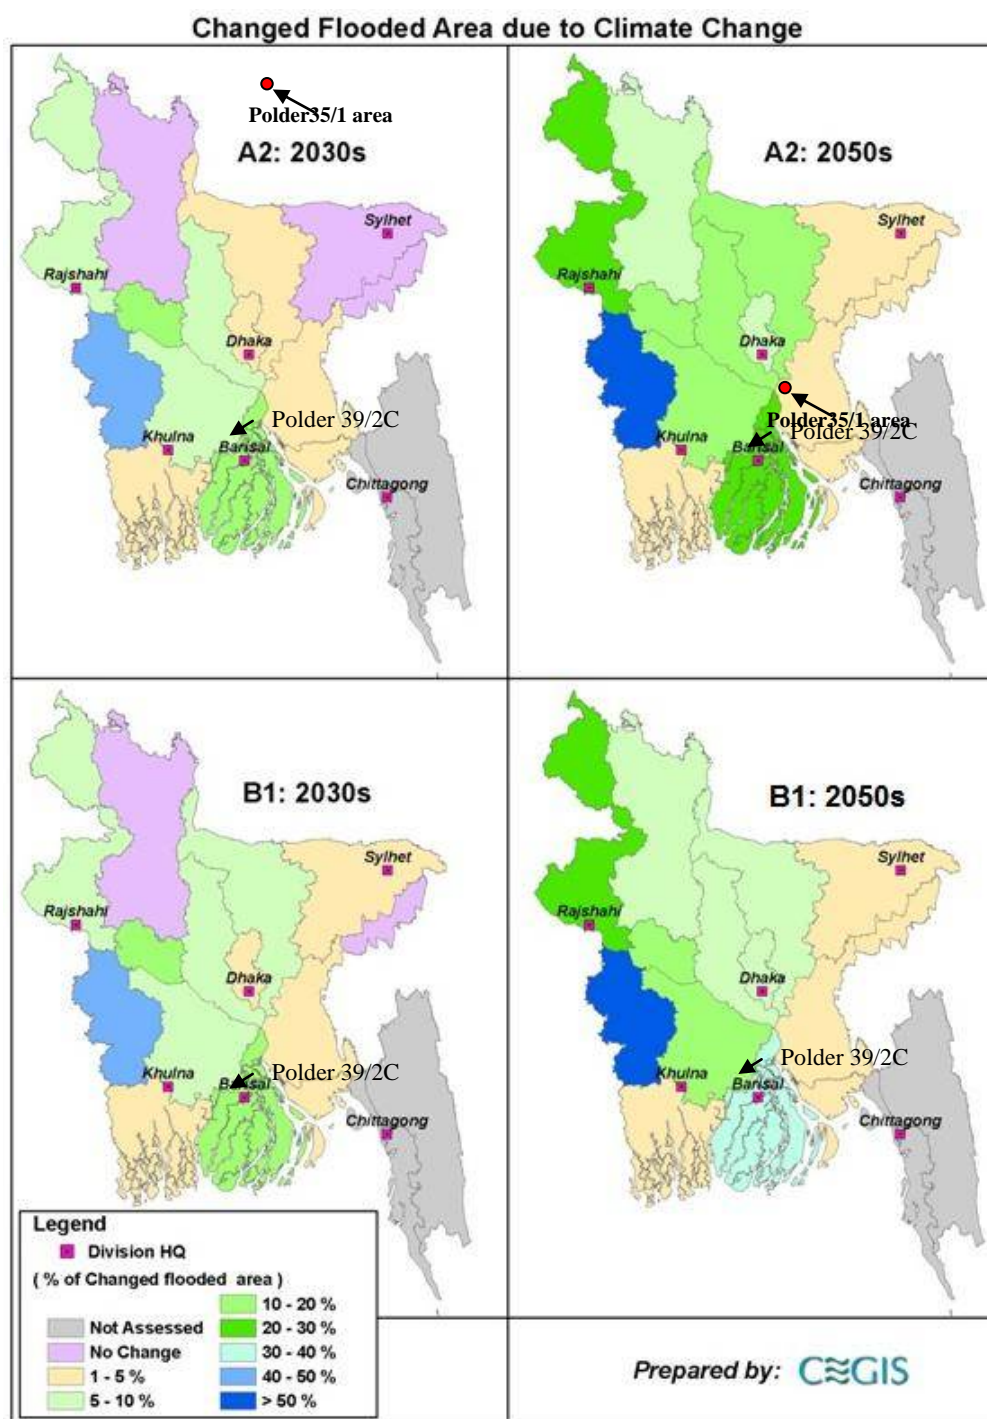 Changed Flooded Area due to Climate Change
Polder35/1 area
A2: 2030s
Sylhet
Rajshahi
Dhaka
Polder 39/2C
Khulna
Barisal
Chittagong
A2: 2050s
Sylhet
Rajshahi
Dhaka
Polder35/1 area
Polder 39/2C
Khulna
Barisal
Chittagong
B1: 2030s
Sylhet
Rajshahi
Dhaka
Polder 39/2C
Khulna
Barisal
Chittagong
B1: 2050s
Sylhet
Rajshahi
Dhaka
Polder 39/2C
Khulna
Barisal
Chittagong
Legend
Division HQ
( % of Changed flooded area )
Not Assessed
No Change
1 - 5 %
5 - 10 %
10 - 20 %
20 - 30 %
30 - 40 %
40 - 50 %
> 50 %
Prepared by: CEGIS